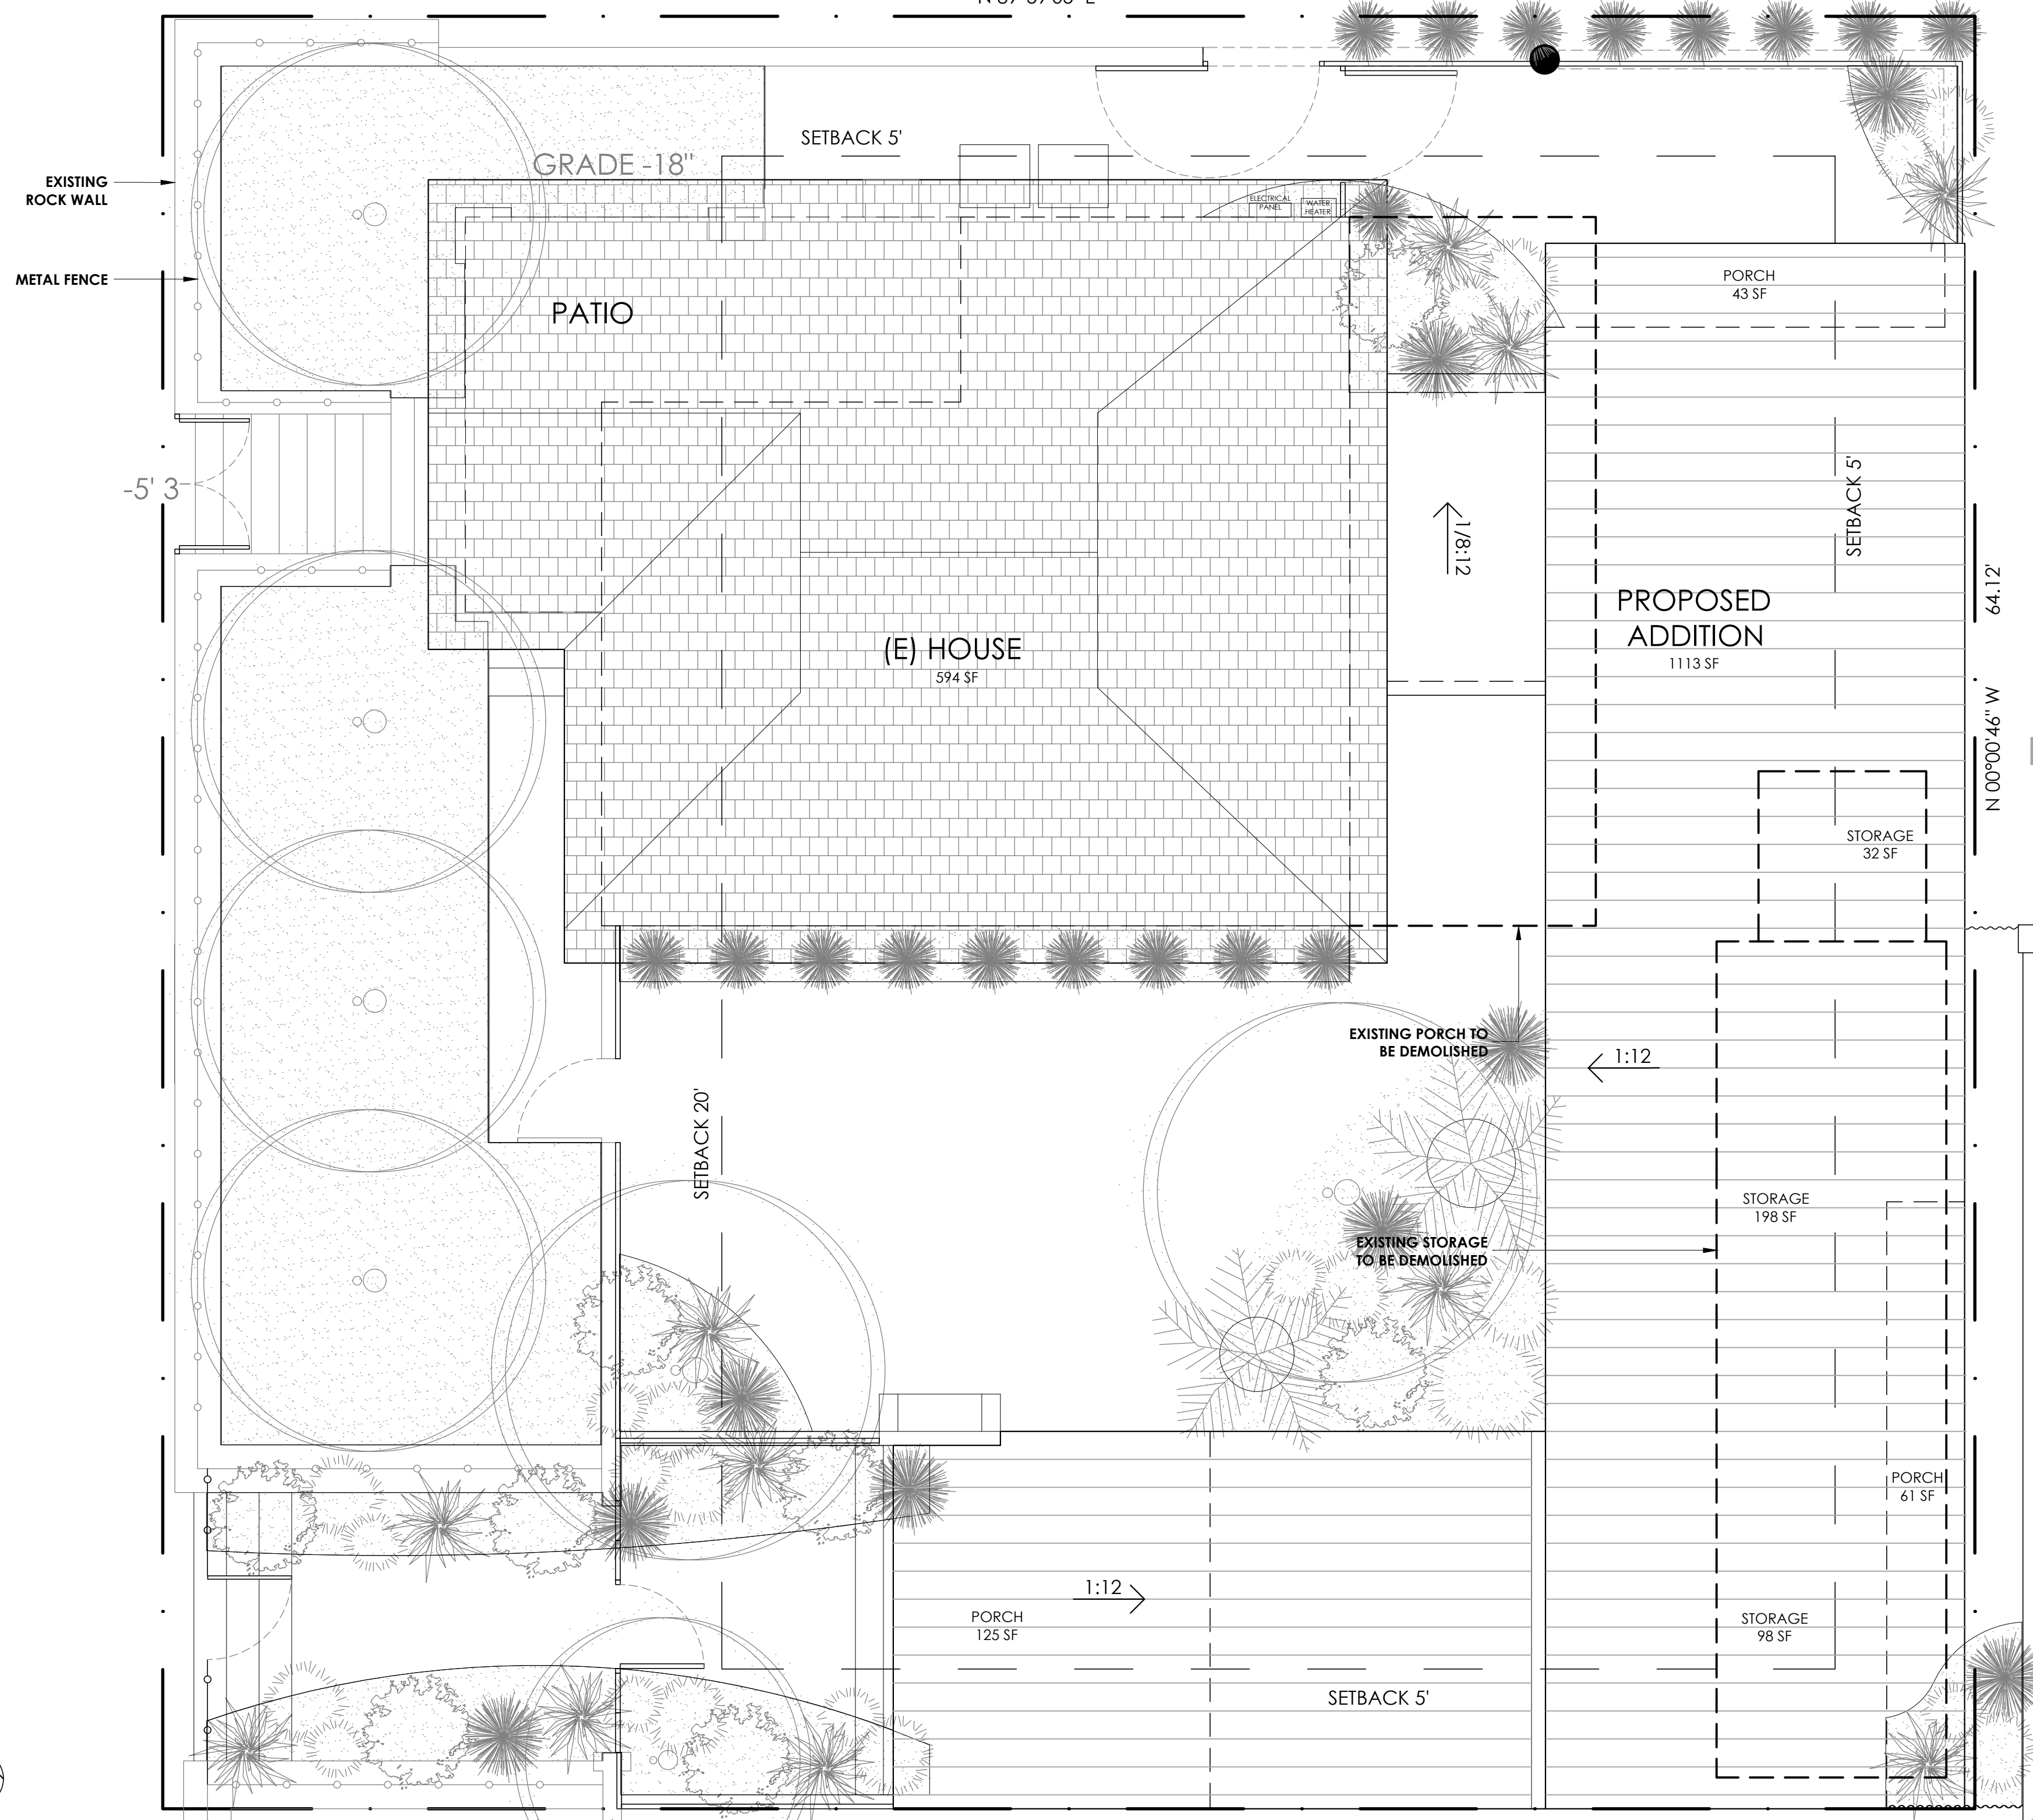 SETBACK 5'
GRADE -18"
EXISTING
ROCK WALL
ELECTRICAL
PANEL
WATER
HEATER
METAL FENCE
PORCH
43 SF
PATIO
-5' 3
1/8:12
SETBACK 5'
64.12'
N 00°00'46" W
PROPOSED
ADDITION
1113 SF
(E) HOUSE
594 SF
STORAGE
32 SF
EXISTING PORCH TO
BE DEMOLISHED
1:12
SETBACK 20'
STORAGE
198 SF
EXISTING STORAGE
TO BE DEMOLISHED
PORCH
61 SF
1:12
PORCH
125 SF
STORAGE
98 SF
SETBACK 5'